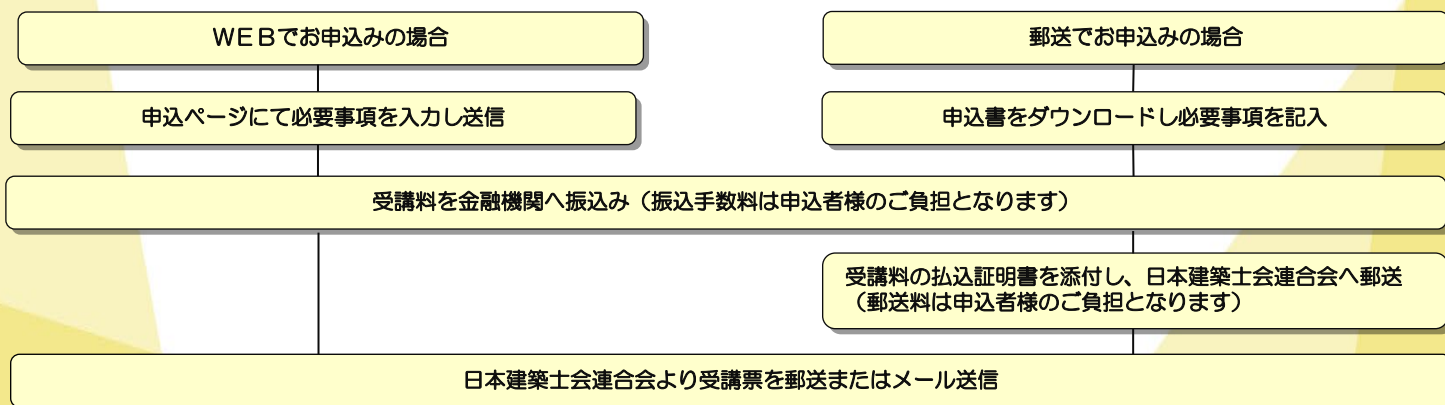 WEBでお申込みの場合
郵送でお申込みの場合
申込ページにて必要事項を入力し送信
申込書をダウンロードし必要事項を記入
受講料を金融機関へ振込み（振込手数料は申込者様のご負担となります）
受講料の払込証明書を添付し、日本建築士会連合会へ郵送
（郵送料は申込者様のご負担となります）
日本建築士会連合会より受講票を郵送またはメール送信